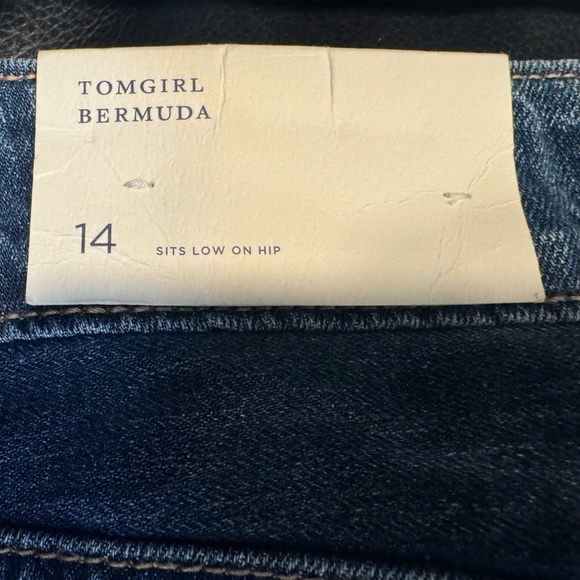 TOMGIRL
BERMUDA
14 SITS LOW ON HIP